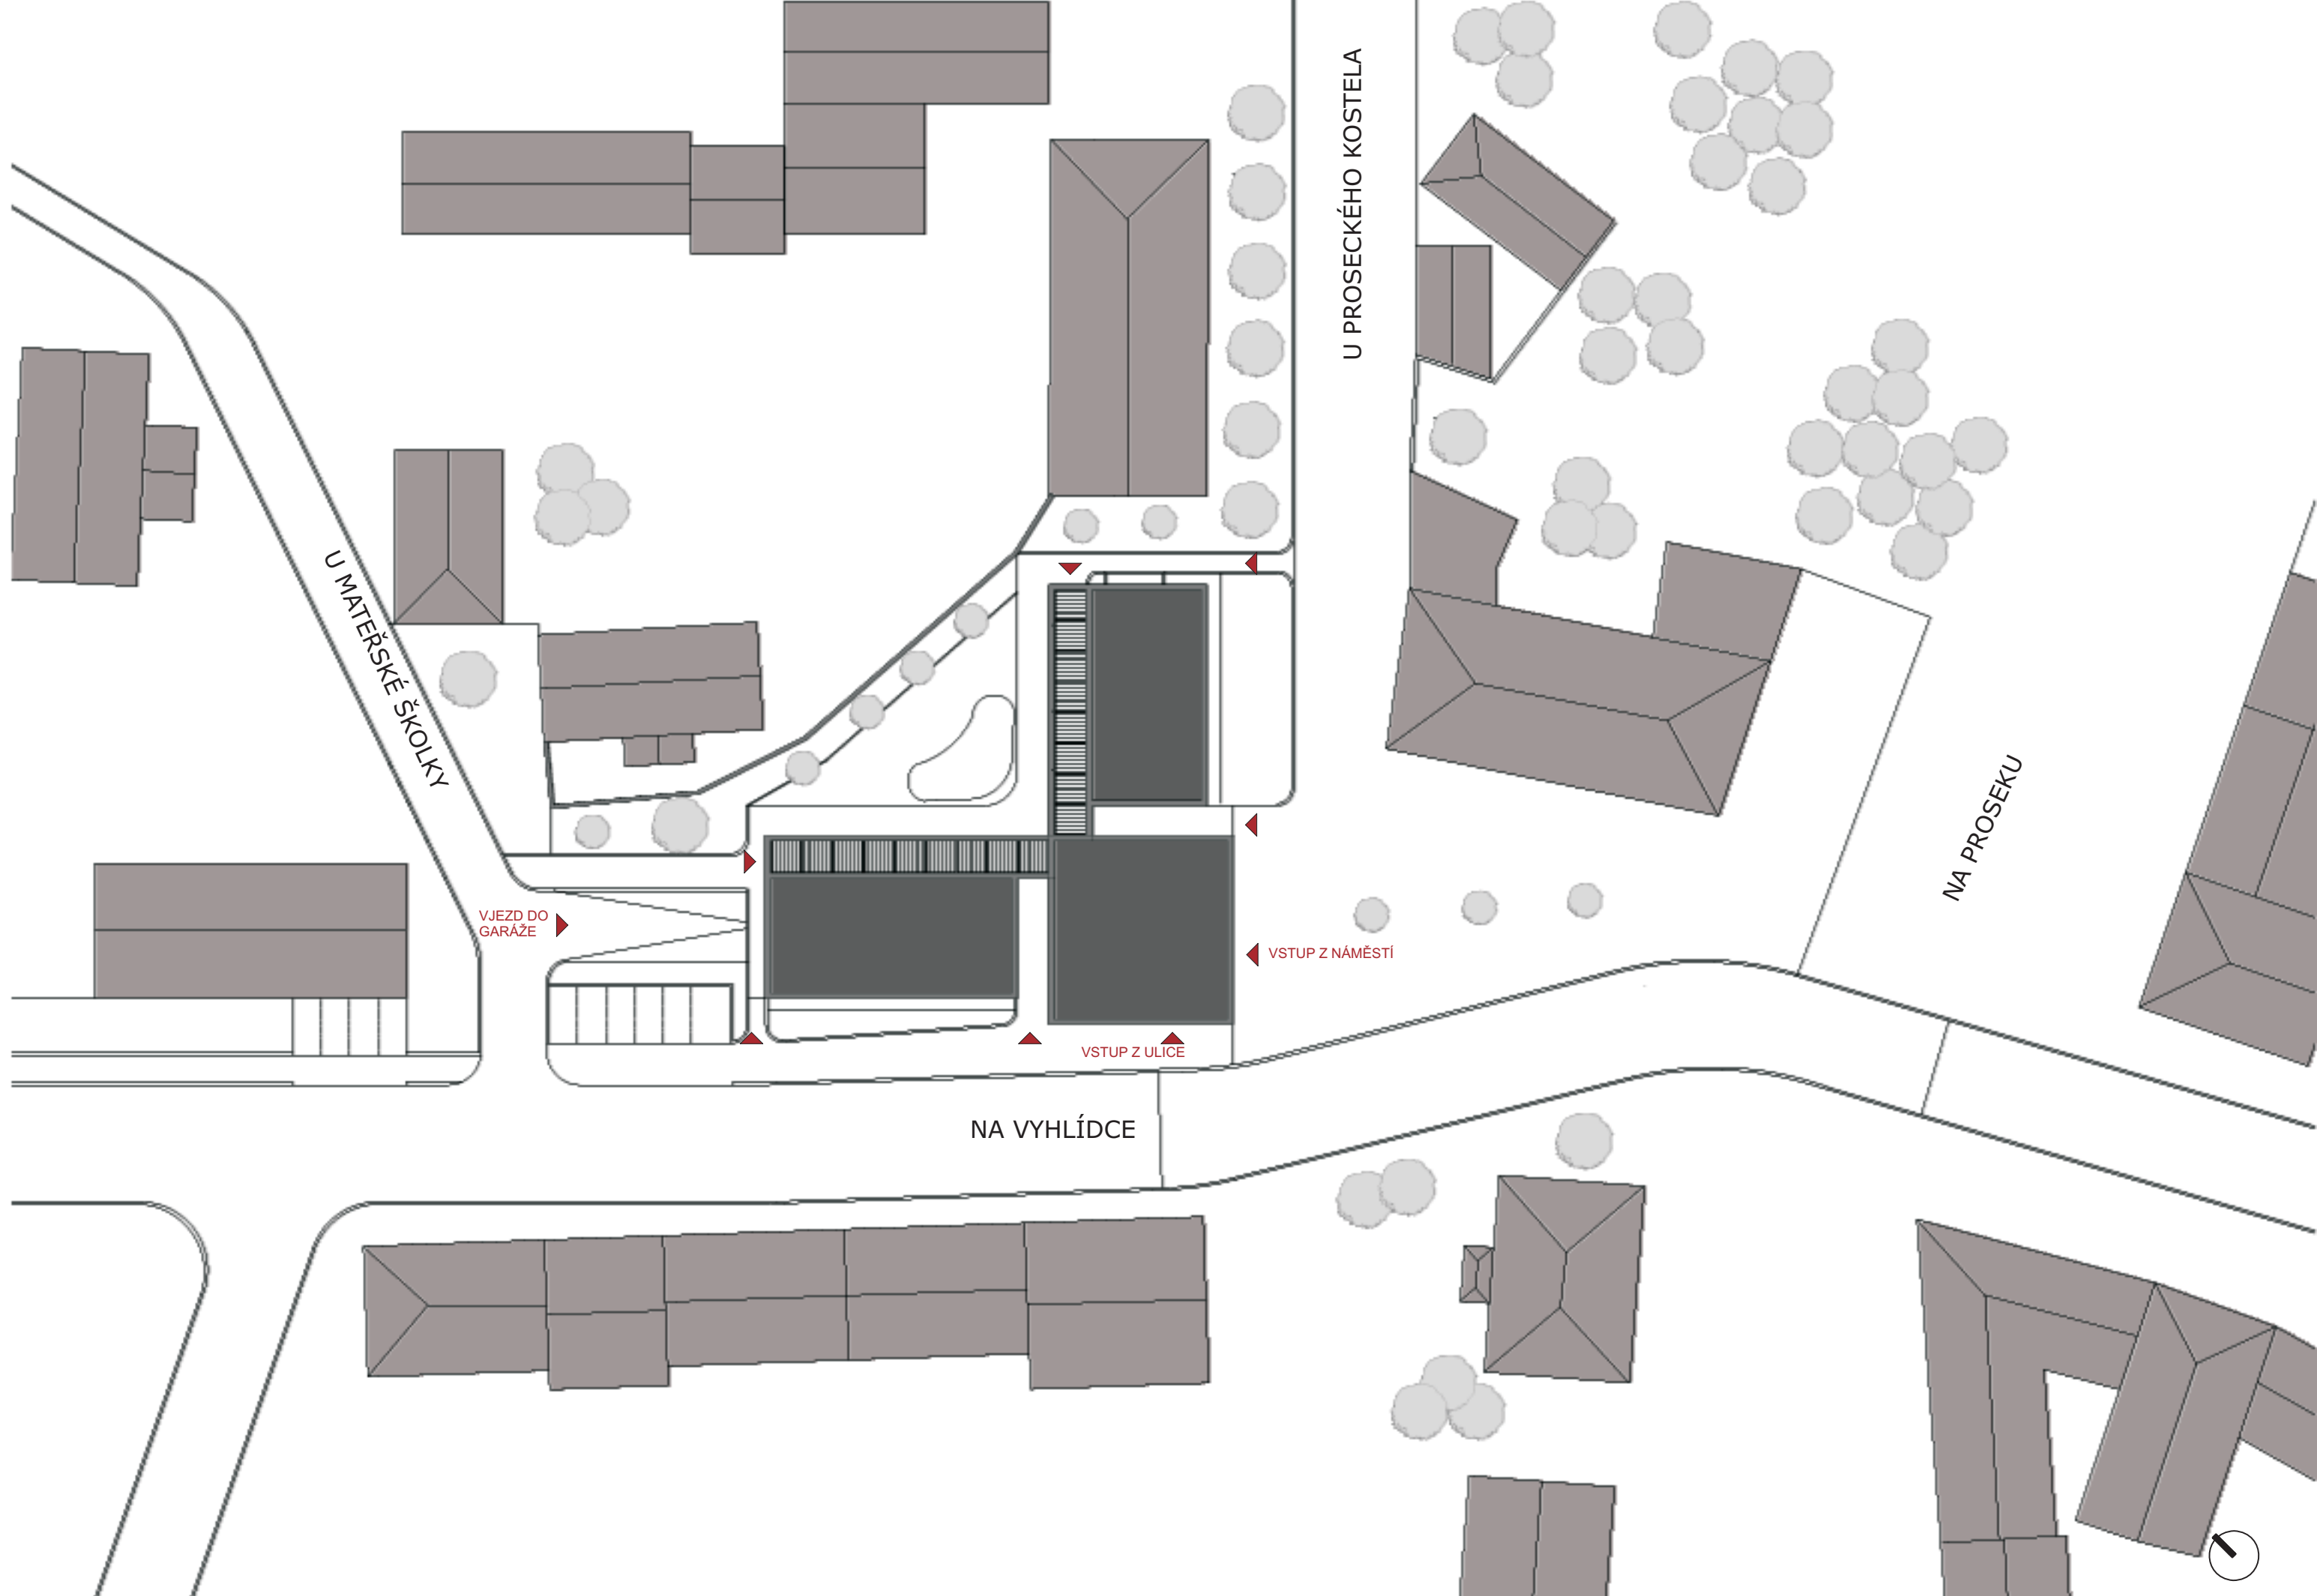 U PROSECKÉHO KOSTELA
U MATEŘSKÉ ŠKOLKY
NA PROSEKU
VJEZD DO
GARÁŽE
VSTUP Z NÁMĚSTÍ
VSTUP Z ULICE
NA VYHLÍDCE